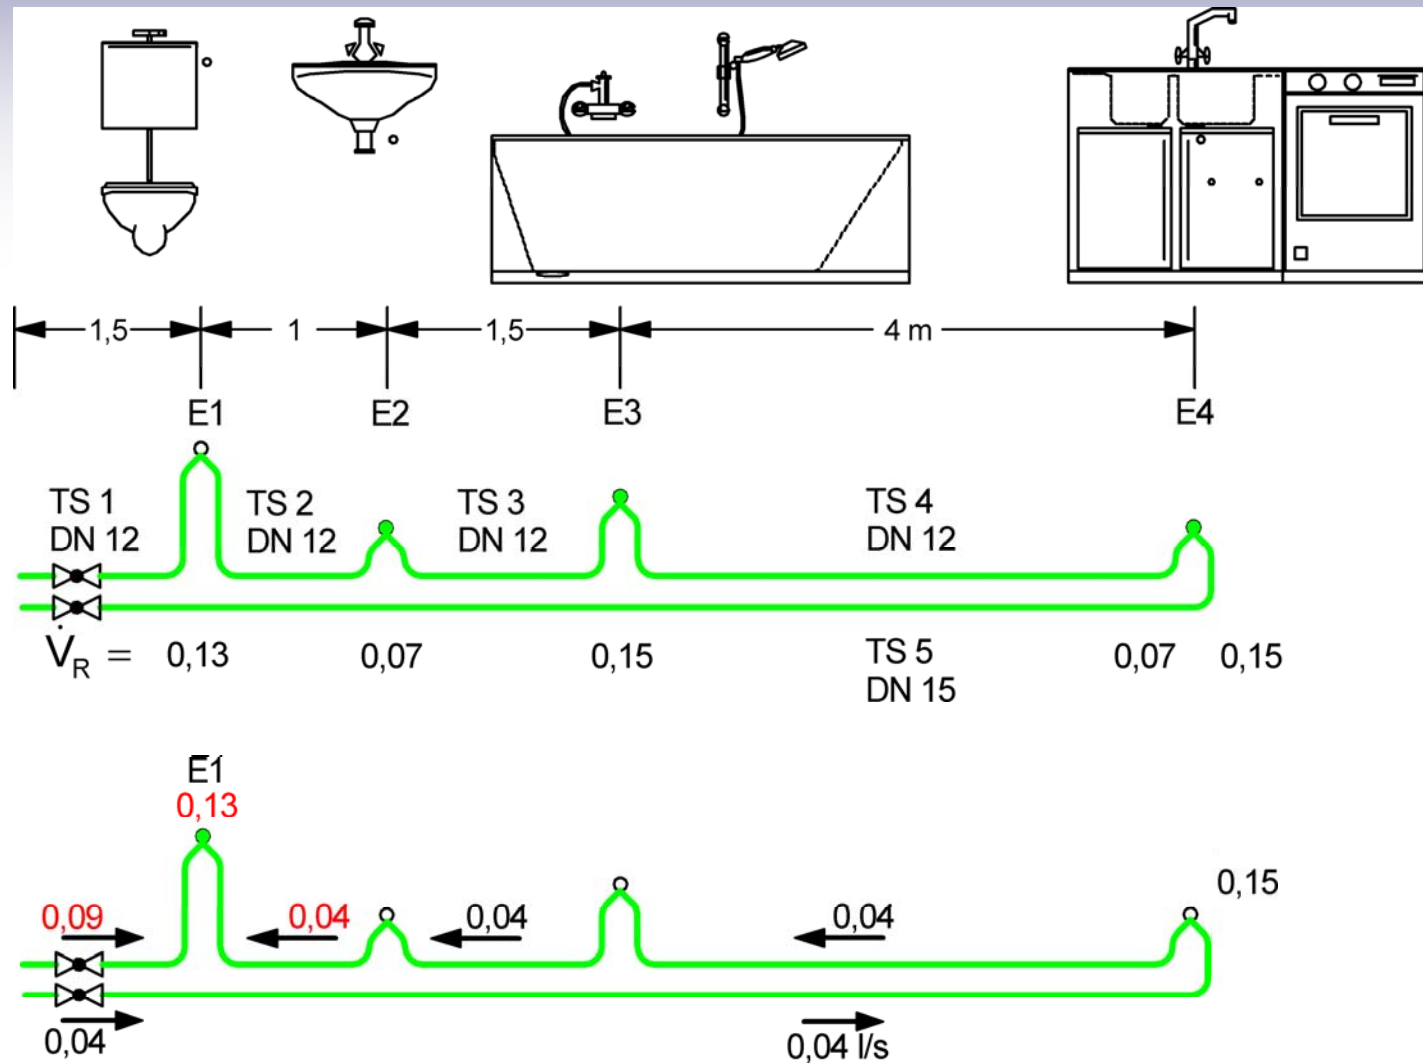 1,5 1 1,5 4 m
E1 E2 E3 E4
TS 1 TS 2 TS 3 TS 4
DN 12 DN 12 DN 12 DN 12
V̇R = 0,13 0,07 0,15 TS 5 0,07 0,15
DN 15
E1
0,13
0,15
0,09 0,04 0,04 0,04
0,04 0,04 l/s